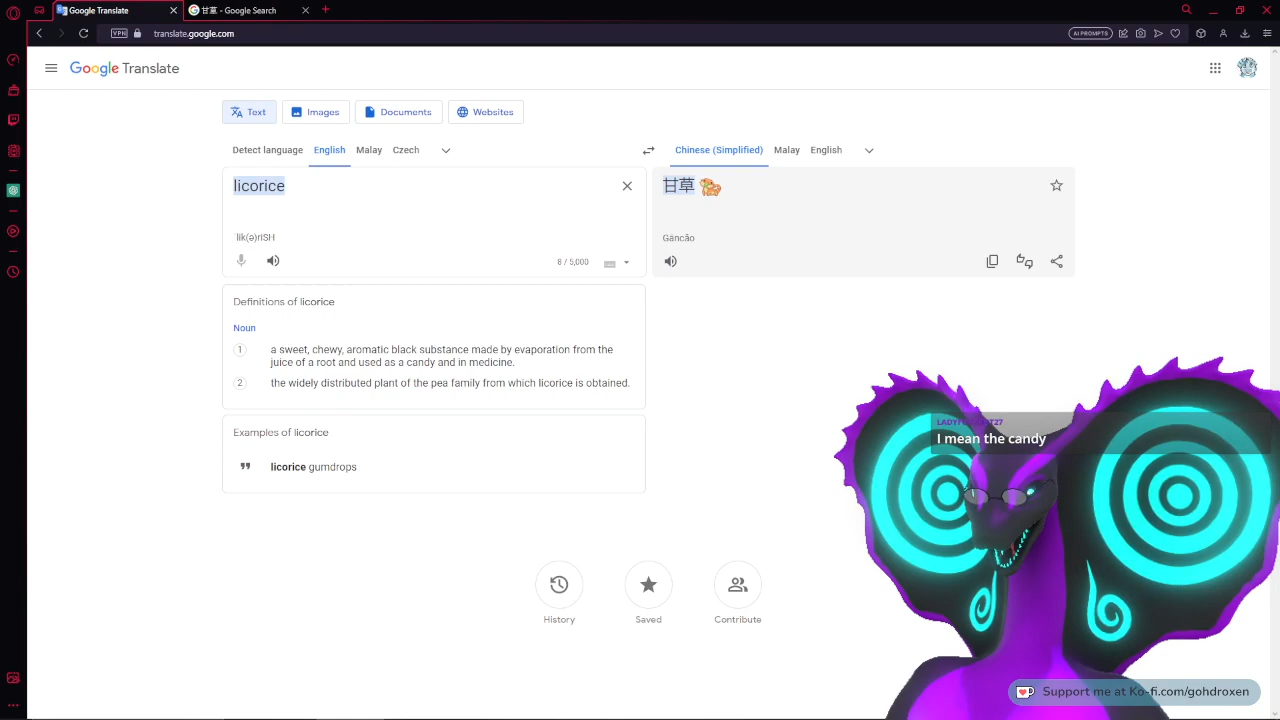 Google Translate
甘草 - Google Search
VPN
translate.google.com
AI PROMPTS
Google Translate
Text
Images
Documents
Websites
Detect language
English
Malay
Czech
Chinese (Simplified)
Malay
English
licorice
甘草
ˈlik(ə)riSH
Gāncǎo
8 / 5,000
Definitions of licorice
Noun
1
a sweet, chewy, aromatic black substance made by evaporation from the
juice of a root and used as a candy and in medicine.
2
the widely distributed plant of the pea family from which licorice is obtained.
Examples of licorice
licorice gumdrops
I mean the candy
History
Saved
Contribute
Support me at Ko-fi.com/gohdroxen